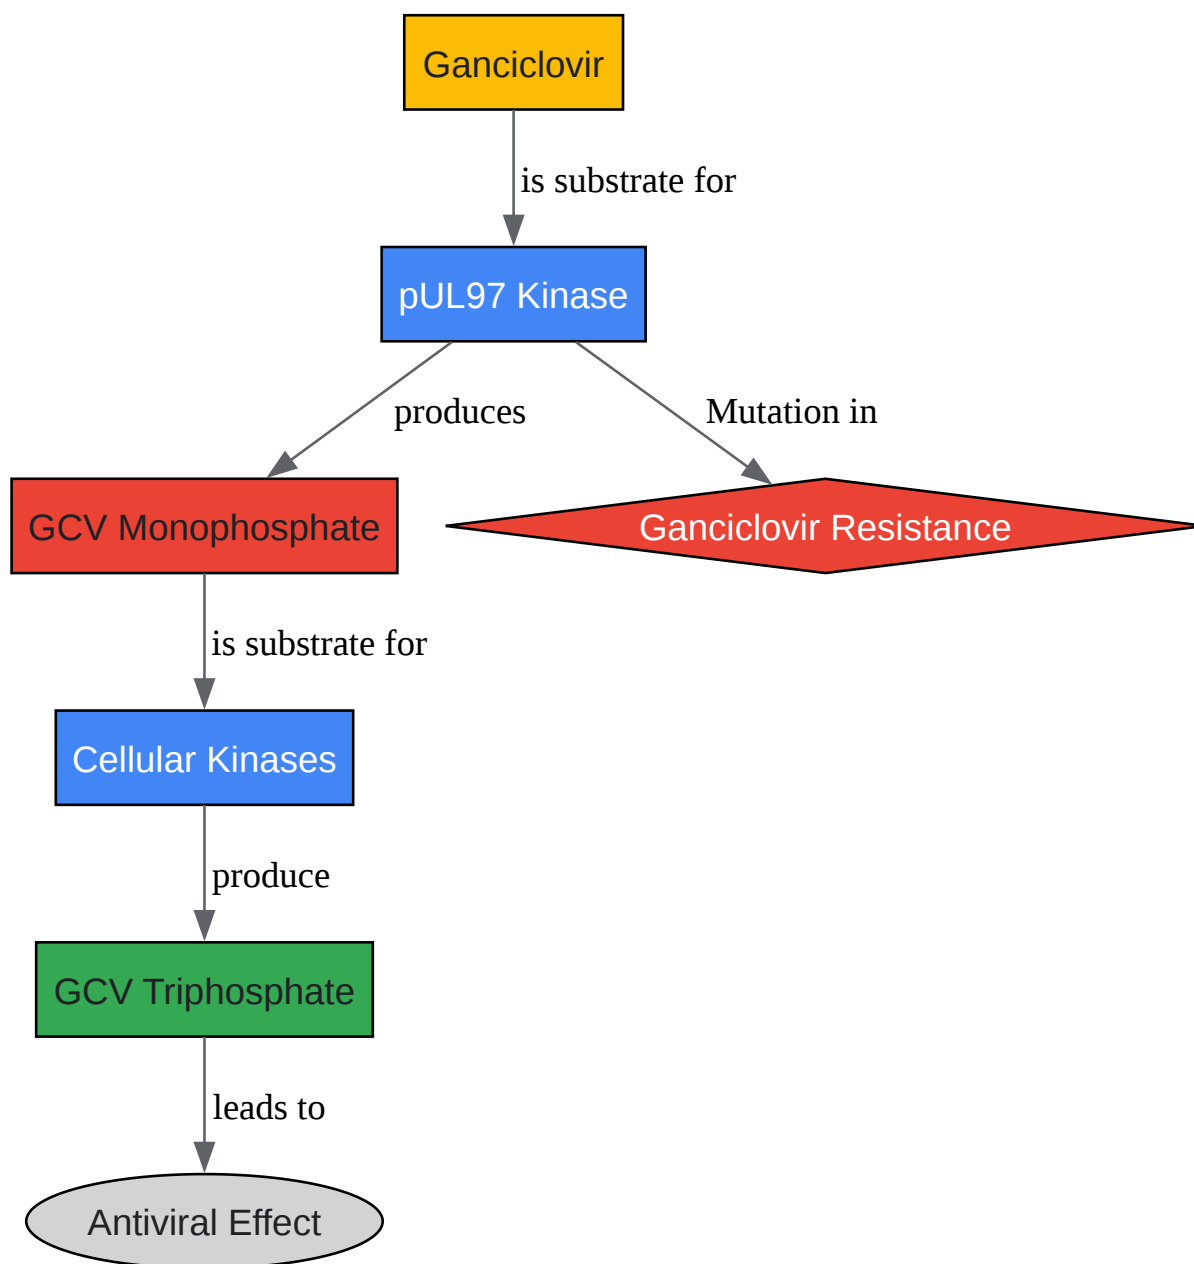 Ganciclovir
is substrate for
pUL97 Kinase
produces
Mutation in
GCV Monophosphate
Ganciclovir Resistance
is substrate for
Cellular Kinases
produce
GCV Triphosphate
leads to
Antiviral Effect